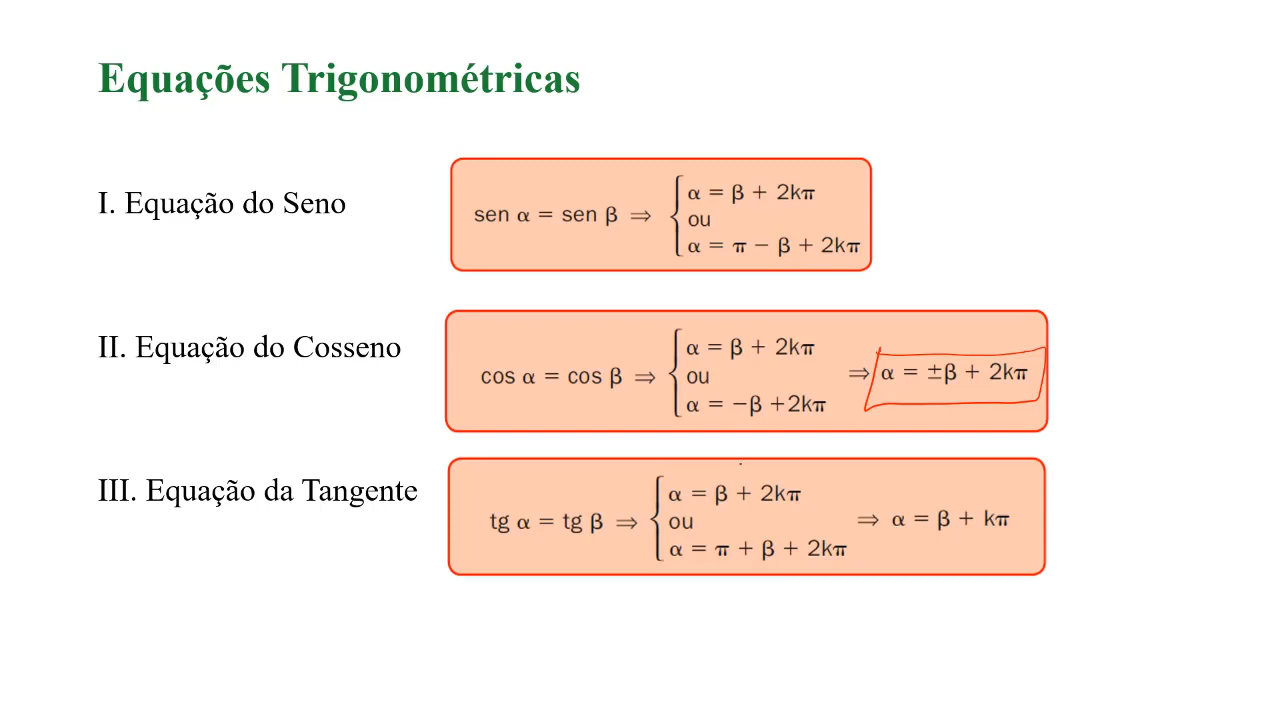 Equações Trigonométricas
I. Equação do Seno
sen α = sen β ⇒ { α = β + 2kπ
ou
α = π − β + 2kπ
II. Equação do Cosseno
cos α = cos β ⇒ { α = β + 2kπ
ou
α = −β +2kπ
⇒ α = ±β + 2kπ
III. Equação da Tangente
tg α = tg β ⇒ { α = β + 2kπ
ou
α = π + β + 2kπ
⇒ α = β + kπ